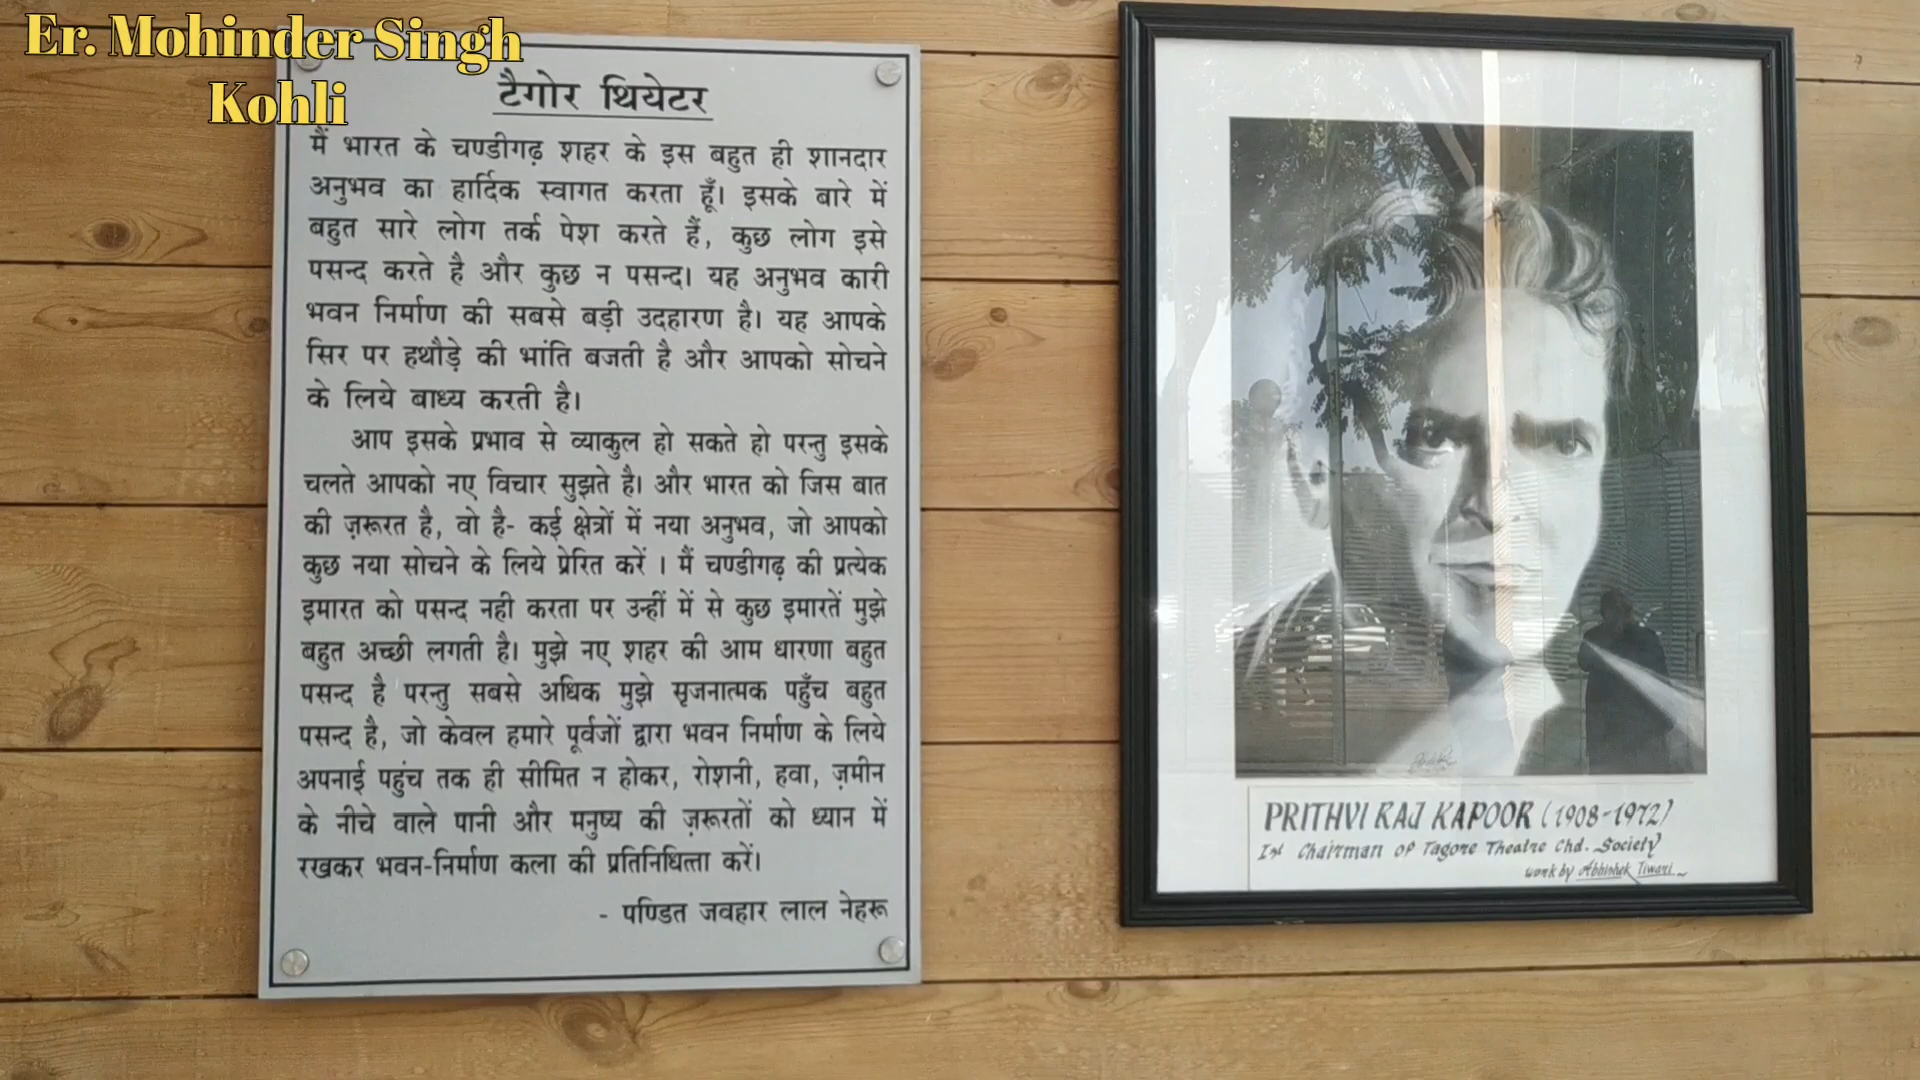 Er. Mohinder Singh
Kohli
टैगोर थियेटर
मैं भारत के चण्डीगढ़ शहर के इस बहुत ही शानदार
अनुभव का हार्दिक स्वागत करता हूँ। इसके बारे में
बहुत सारे लोग तर्क पेश करते हैं, कुछ लोग इसे
पसन्द करते है और कुछ न पसन्द। यह अनुभव कारी
भवन निर्माण की सबसे बड़ी उदहारण है। यह आपके
सिर पर हथौड़े की भांति बजती है और आपको सोचने
के लिये बाध्य करती है।
आप इसके प्रभाव से व्याकुल हो सकते हो परन्तु इसके
चलते आपको नए विचार सुझते है। और भारत को जिस बात
की ज़रूरत है, वो है- कई क्षेत्रों में नया अनुभव, जो आपको
कुछ नया सोचने के लिये प्रेरित करें । मैं चण्डीगढ़ की प्रत्येक
इमारत को पसन्द नही करता पर उन्हीं में से कुछ इमारतें मुझे
बहुत अच्छी लगती है। मुझे नए शहर की आम धारणा बहुत
पसन्द है परन्तु सबसे अधिक मुझे सृजनात्मक पहुँच बहुत
पसन्द है, जो केवल हमारे पूर्वजों द्वारा भवन निर्माण के लिये
अपनाई पहुंच तक ही सीमित न होकर, रोशनी, हवा, ज़मीन
के नीचे वाले पानी और मनुष्य की ज़रूरतों को ध्यान में
रखकर भवन-निर्माण कला की प्रतिनिधित्ता करें।
- पण्डित जवहार लाल नेहरू
PRITHVI RAJ KAPOOR (1908-1972)
Ist Chairman of Tagore Theatre Chd. Society
work by Abhishek Tiwari